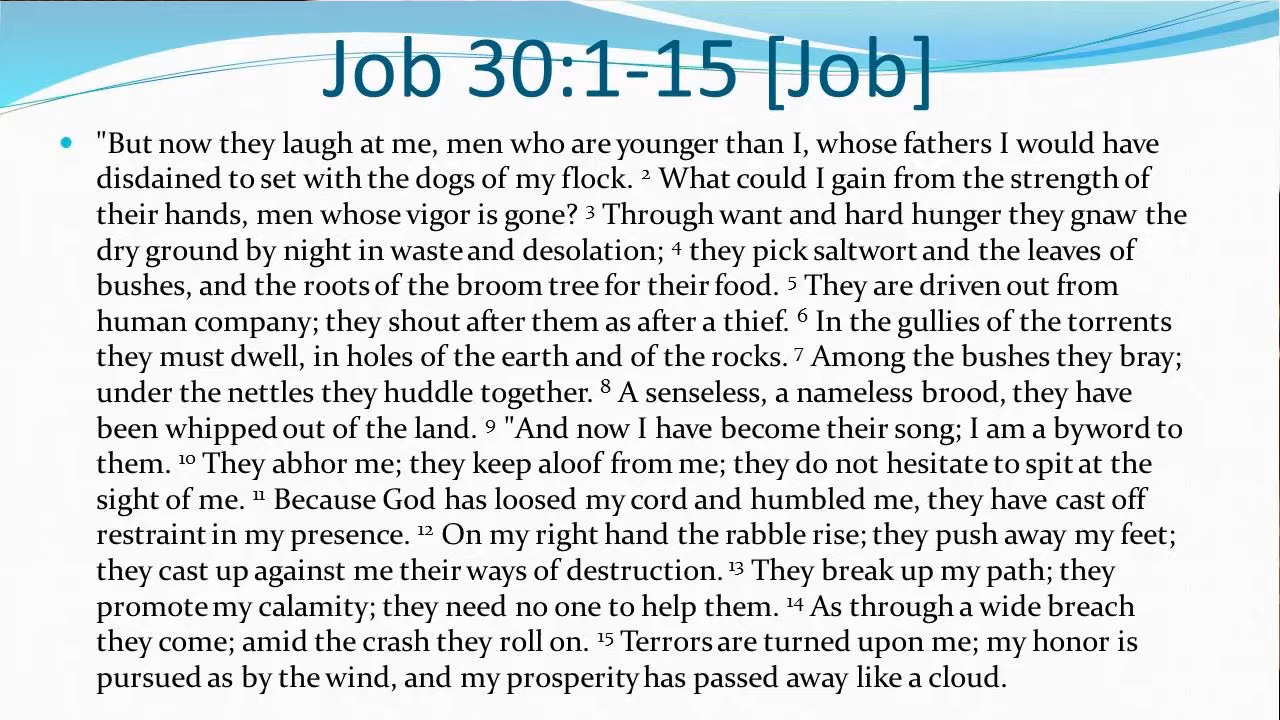 Job 30:1-15 [Job]
• "But now they laugh at me, men who are younger than I, whose fathers I would have
disdained to set with the dogs of my flock. ² What could I gain from the strength of
their hands, men whose vigor is gone? ³ Through want and hard hunger they gnaw the
dry ground by night in waste and desolation; ⁴ they pick saltwort and the leaves of
bushes, and the roots of the broom tree for their food. ⁵ They are driven out from
human company; they shout after them as after a thief. ⁶ In the gullies of the torrents
they must dwell, in holes of the earth and of the rocks. ⁷ Among the bushes they bray;
under the nettles they huddle together. ⁸ A senseless, a nameless brood, they have
been whipped out of the land. ⁹ "And now I have become their song; I am a byword to
them. ¹⁰ They abhor me; they keep aloof from me; they do not hesitate to spit at the
sight of me. ¹¹ Because God has loosed my cord and humbled me, they have cast off
restraint in my presence. ¹² On my right hand the rabble rise; they push away my feet;
they cast up against me their ways of destruction. ¹³ They break up my path; they
promote my calamity; they need no one to help them. ¹⁴ As through a wide breach
they come; amid the crash they roll on. ¹⁵ Terrors are turned upon me; my honor is
pursued as by the wind, and my prosperity has passed away like a cloud.